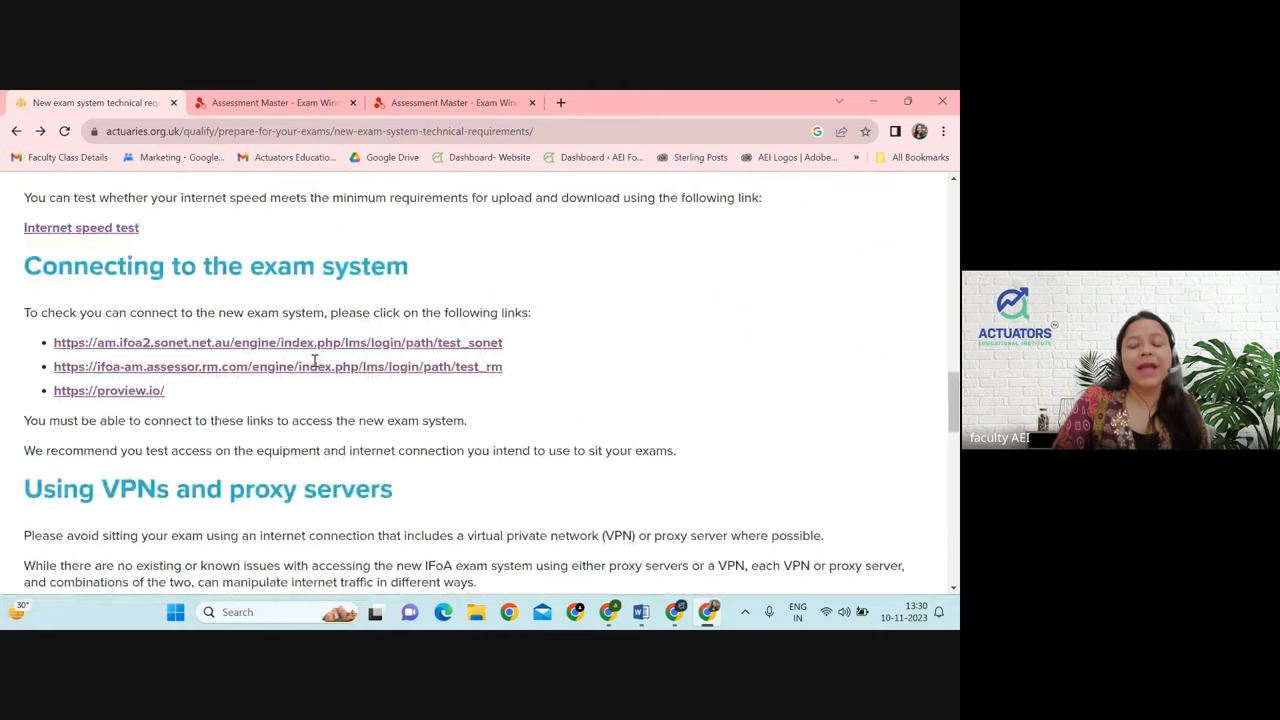 New exam system technical req
Assessment Master - Exam Win
Assessment Master - Exam Win
actuaries.org.uk/qualify/prepare-for-your-exams/new-exam-system-technical-requirements/
Faculty Class Details
Marketing - Google...
Actuators Educatio...
Google Drive
Dashboard- Website
Dashboard ‹ AEI Fo...
Sterling Posts
AEI Logos | Adobe...
»
All Bookmarks
You can test whether your internet speed meets the minimum requirements for upload and download using the following link:
Internet speed test
Connecting to the exam system
To check you can connect to the new exam system, please click on the following links:
• https://am.ifoa2.sonet.net.au/engine/index.php/lms/login/path/test_sonet
• https://ifoa-am.assessor.rm.com/engine/index.php/lms/login/path/test_rm
• https://proview.io/
You must be able to connect to these links to access the new exam system.
We recommend you test access on the equipment and internet connection you intend to use to sit your exams.
Using VPNs and proxy servers
Please avoid sitting your exam using an internet connection that includes a virtual private network (VPN) or proxy server where possible.
While there are no existing or known issues with accessing the new IFoA exam system using either proxy servers or a VPN, each VPN or proxy server,
and combinations of the two, can manipulate internet traffic in different ways.
ACTUATORS
EDUCATIONAL INSTITUTE
faculty AEI
30°
Search
ENG
IN
13:30
10-11-2023